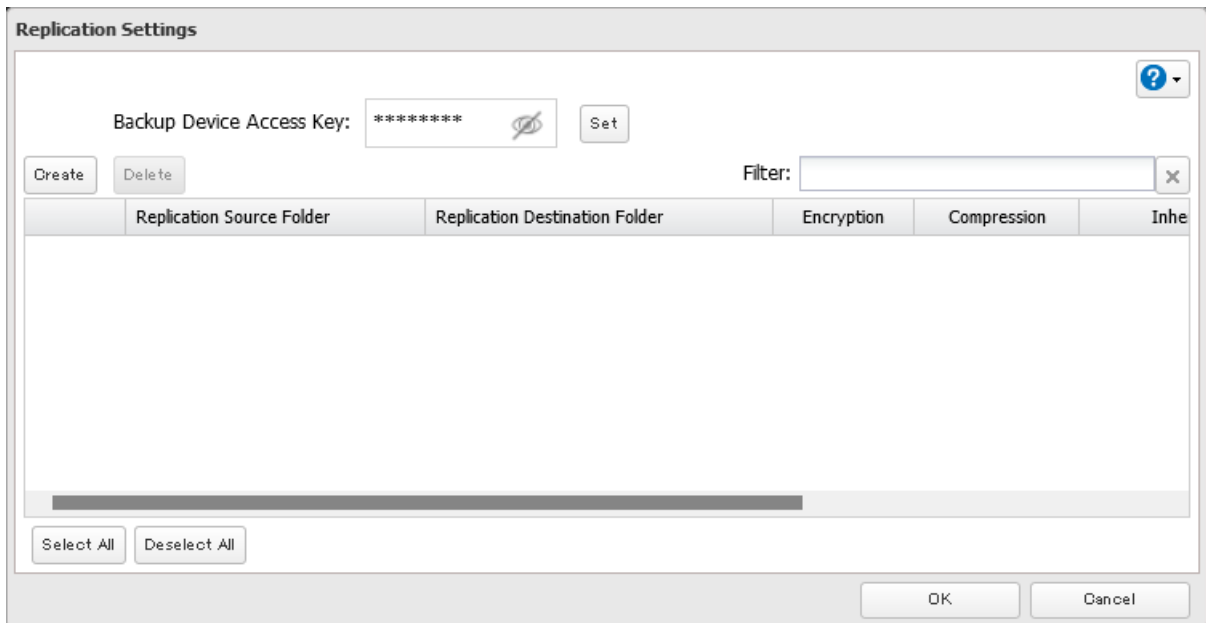 Replication Settings
Backup Device Access Key: ******** Set
Create Delete Filter:
Replication Source Folder Replication Destination Folder Encryption Compression Inhe
Select All Deselect All
OK Cancel